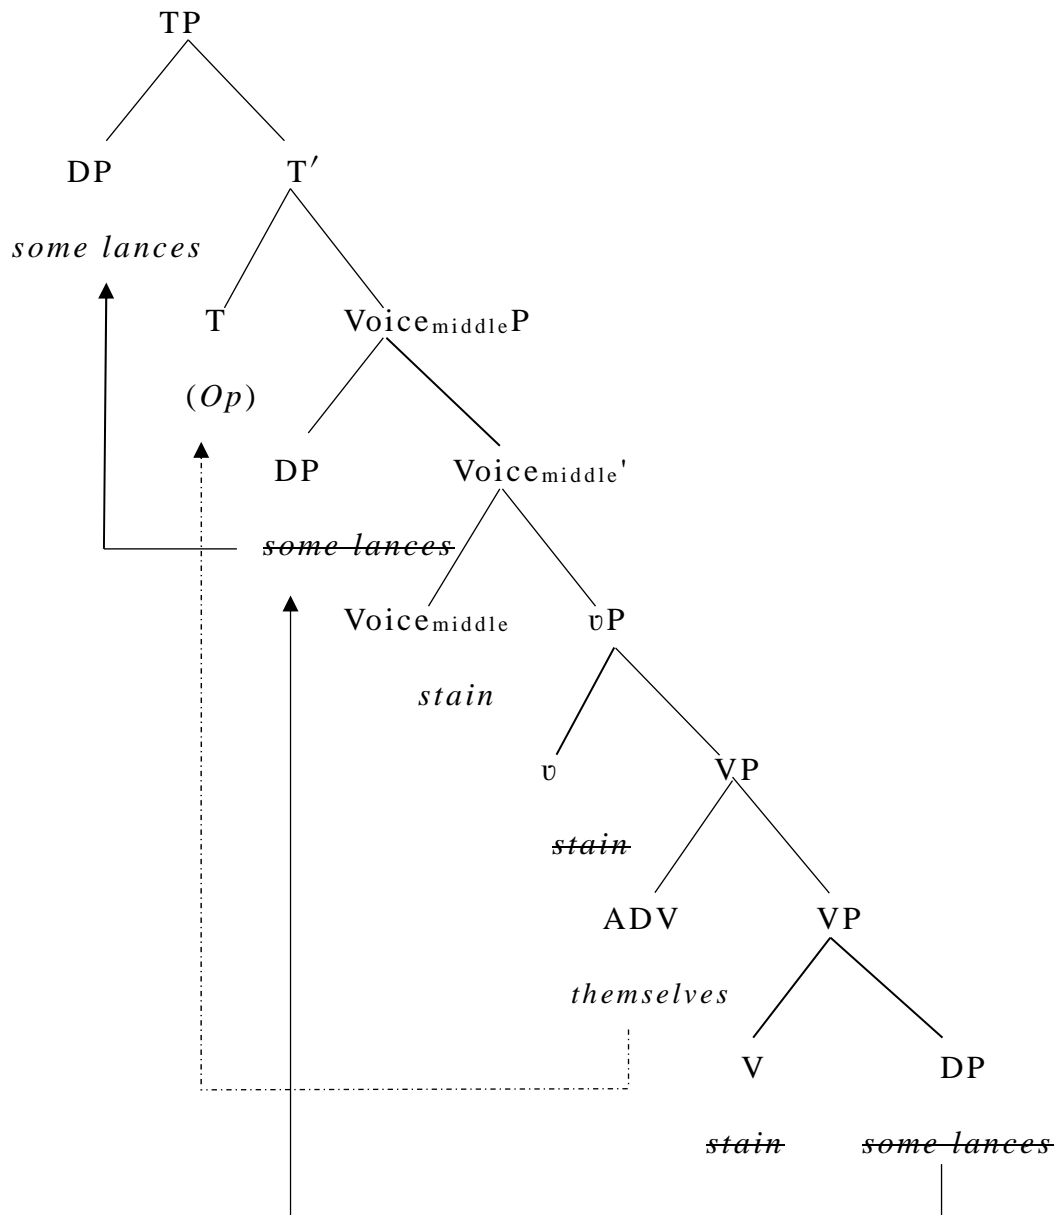 TP
DP T′
some lances
T VoicemiddleP
(Op)
DP Voicemiddle'
some lances
Voicemiddle ʋP
stain
ʋ VP
stain
ADV VP
themselves
V DP
stain some lances